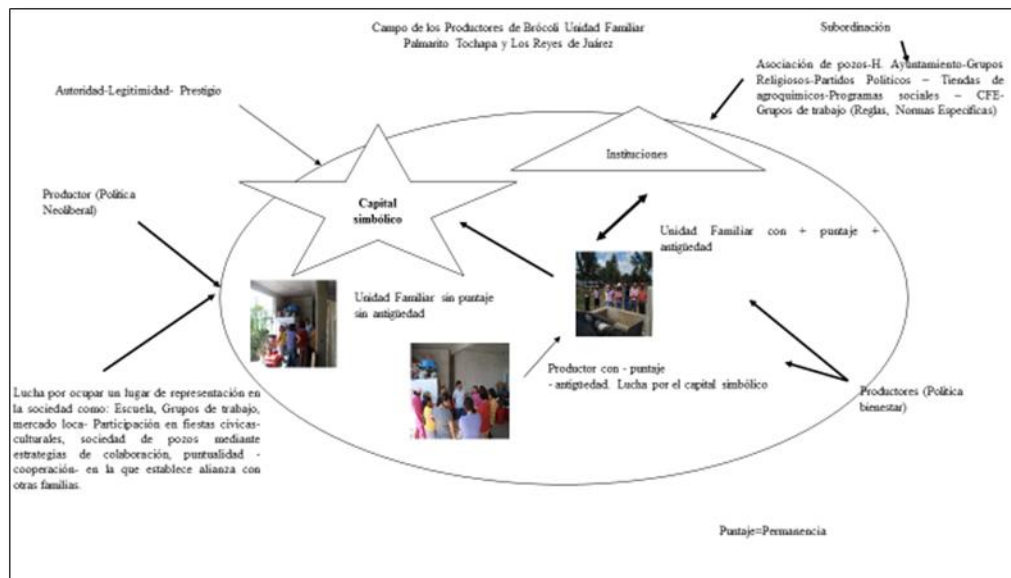 Campo de los Productores de Brócoli Unidad Familiar
Palmarito Tochapa y Los Reyes de Juárez
Subordinación
Asociación de pozos-H. Ayuntamiento-Grupos
Religiosos-Partidos Políticos – Tiendas de
agroquímicos-Programas sociales – CFE-
Grupos de trabajo (Reglas, Normas Especificas)
Autoridad-Legitimidad- Prestigio
Instituciones
Productor (Política
Neoliberal)
Capital
simbólico
Unidad Familiar con + puntaje +
antigüedad
Unidad Familiar sin puntaje
sin antigüedad
Productor con - puntaje
- antigüedad. Lucha por el capital simbólico
Productores (Política
bienestar)
Lucha por ocupar un lugar de representación en
la sociedad como: Escuela, Grupos de trabajo,
mercado loca- Participación en fiestas cívicas-
culturales, sociedad de pozos mediante
estrategias de colaboración, puntualidad -
cooperación- en la que establece alianza con
otras familias.
Puntaje=Permanencia